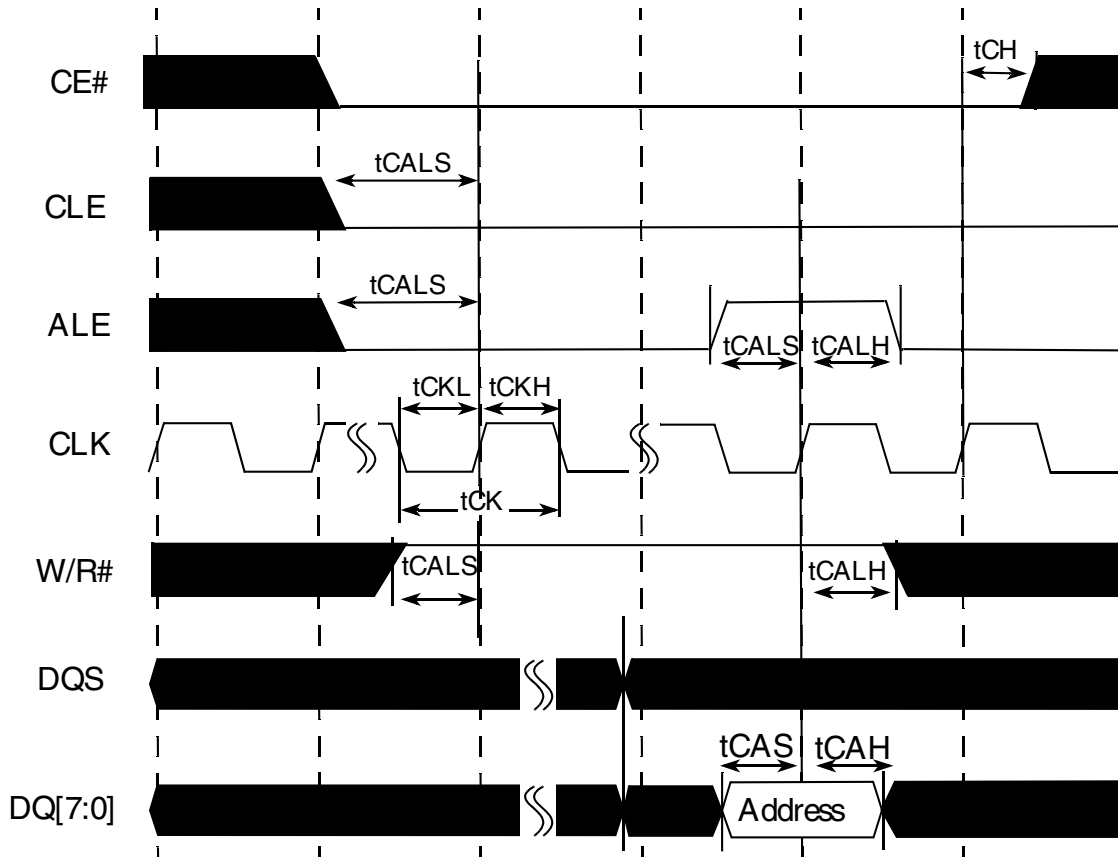 tCH
CE#
tCALS
CLE
tCALS
ALE
tCALS tCALH
tCKL tCKH
CLK
tCK
W/R#
tCALS
tCALH
DQS
tCAS tCAH
DQ[7:0]
Address